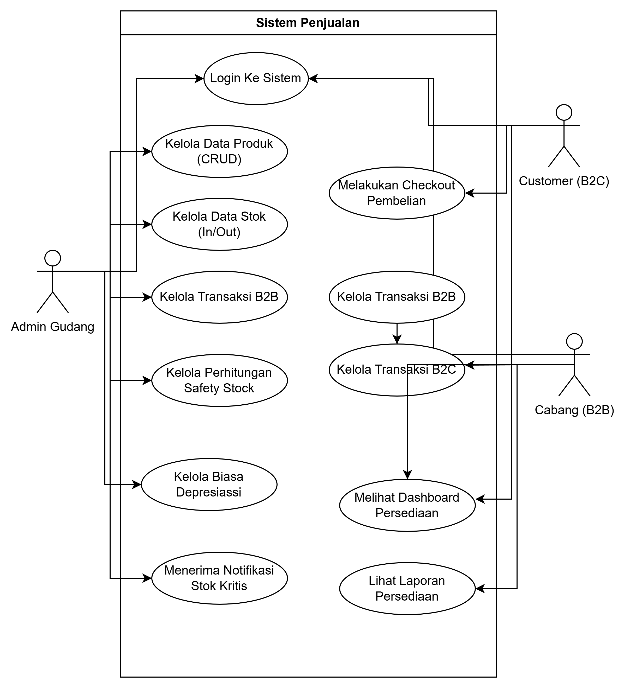 Sistem Penjualan
Login Ke Sistem
Kelola Data Produk
(CRUD)
Melakukan Checkout
Pembelian
Customer (B2C)
Kelola Data Stok
(In/Out)
Kelola Transaksi B2B
Kelola Transaksi B2B
Admin Gudang
Kelola Perhitungan
Safety Stock
Kelola Transaksi B2C
Cabang (B2B)
Kelola Biasa
Depresiassi
Melihat Dashboard
Persediaan
Menerima Notifikasi
Stok Kritis
Lihat Laporan
Persediaan